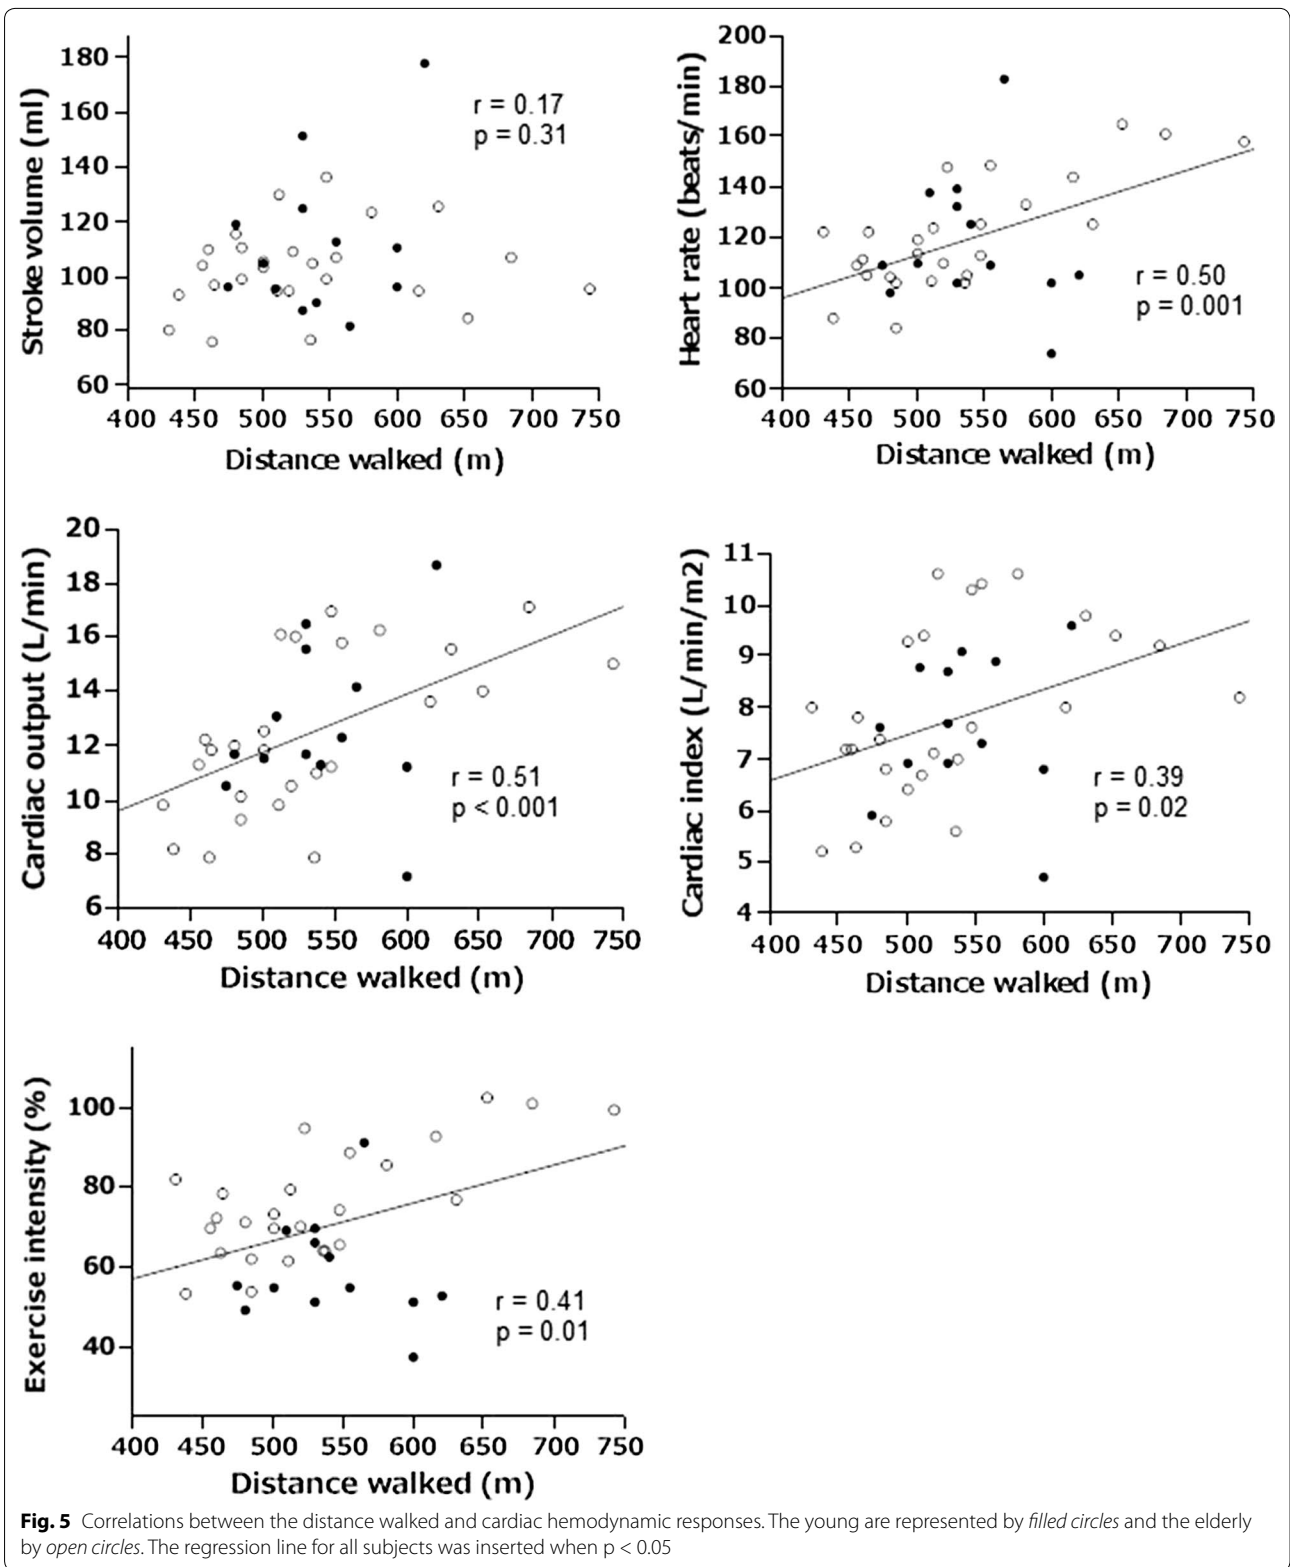 180
160
140
120
100
80
60
Stroke volume (ml)
r = 0.17
p = 0.31
400 450 500 550 600 650 700 750
Distance walked (m)
200
180
160
140
120
100
80
60
Heart rate (beats/min)
r = 0.50
p = 0.001
400 450 500 550 600 650 700 750
Distance walked (m)
20
18
16
14
12
10
8
6
Cardiac output (L/min)
r = 0.51
p < 0.001
400 450 500 550 600 650 700 750
Distance walked (m)
11
10
9
8
7
6
5
4
Cardiac index (L/min/m2)
r = 0.39
p = 0.02
400 450 500 550 600 650 700 750
Distance walked (m)
100
80
60
40
Exercise intensity (%)
r = 0.41
p = 0.01
400 450 500 550 600 650 700 750
Distance walked (m)
Fig. 5 Correlations between the distance walked and cardiac hemodynamic responses. The young are represented by filled circles and the elderly
by open circles. The regression line for all subjects was inserted when p < 0.05